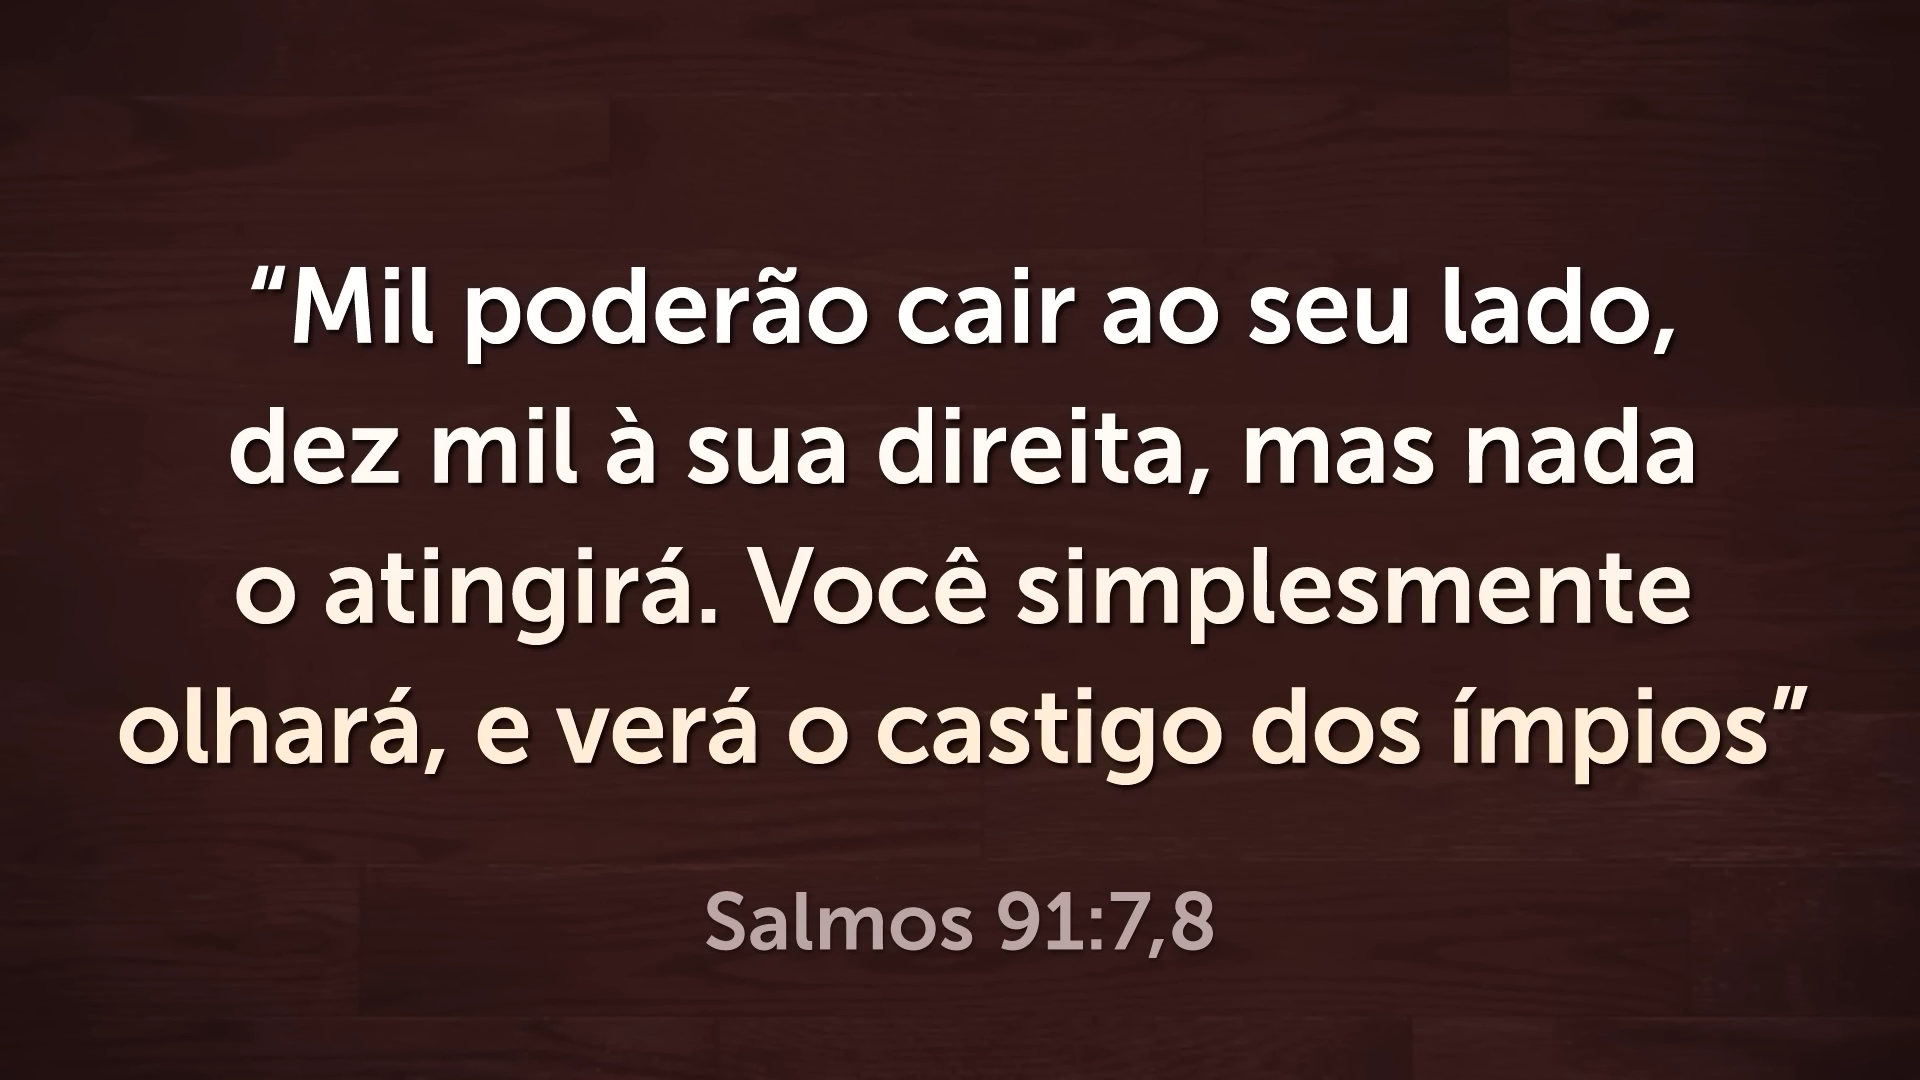 “Mil poderão cair ao seu lado,
dez mil à sua direita, mas nada
o atingirá. Você simplesmente
olhará, e verá o castigo dos ímpios”
Salmos 91:7,8